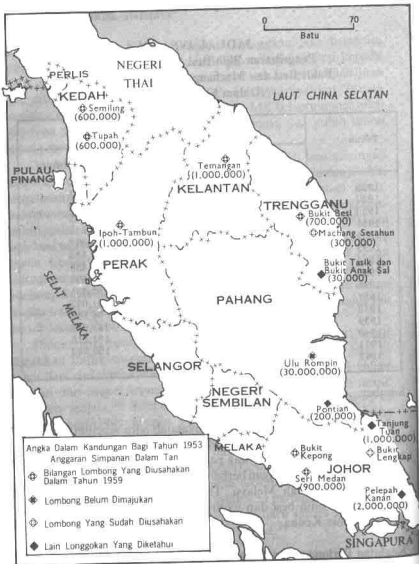 0 70
Batu
NEGERI
THAI
PERLIS
KEDAH
LAUT CHINA SELATAN
Semiling
(600,000)
Tupah
(600,000)
PULAU
PINANG
Temangan
(1,000,000)
KELANTAN
TRENGGANU
Bukit Besi
(700,000)
Machang Setahun
(300,000)
Ipoh-Tambun
(1,000,000)
PERAK
Bukit Tasik dan
Bukit Anak Sal
(30,000)
SELAT MELAKA
PAHANG
Ulu Rompin
(30,000,000)
SELANGOR
NEGERI
SEMBILAN
Pontian
(200,000)
Tanjung
Tuan
(1,000,000)
MELAKA
Bukit
Kepong
Bukit
Lengkap
JOHOR
Seri Medan
(900,000)
Pelepah
Kanan
(2,000,000)
SINGAPURA
Angka Dalam Kandungan Bagi Tahun 1953
Anggaran Simpanan Dalam Tan
Bilangan Lombong Yang Diusahakan
Dalam Tahun 1959
Lombong Belum Dimajukan
Lombong Yang Sudah Diusahakan
Lain Longgokan Yang Diketahui